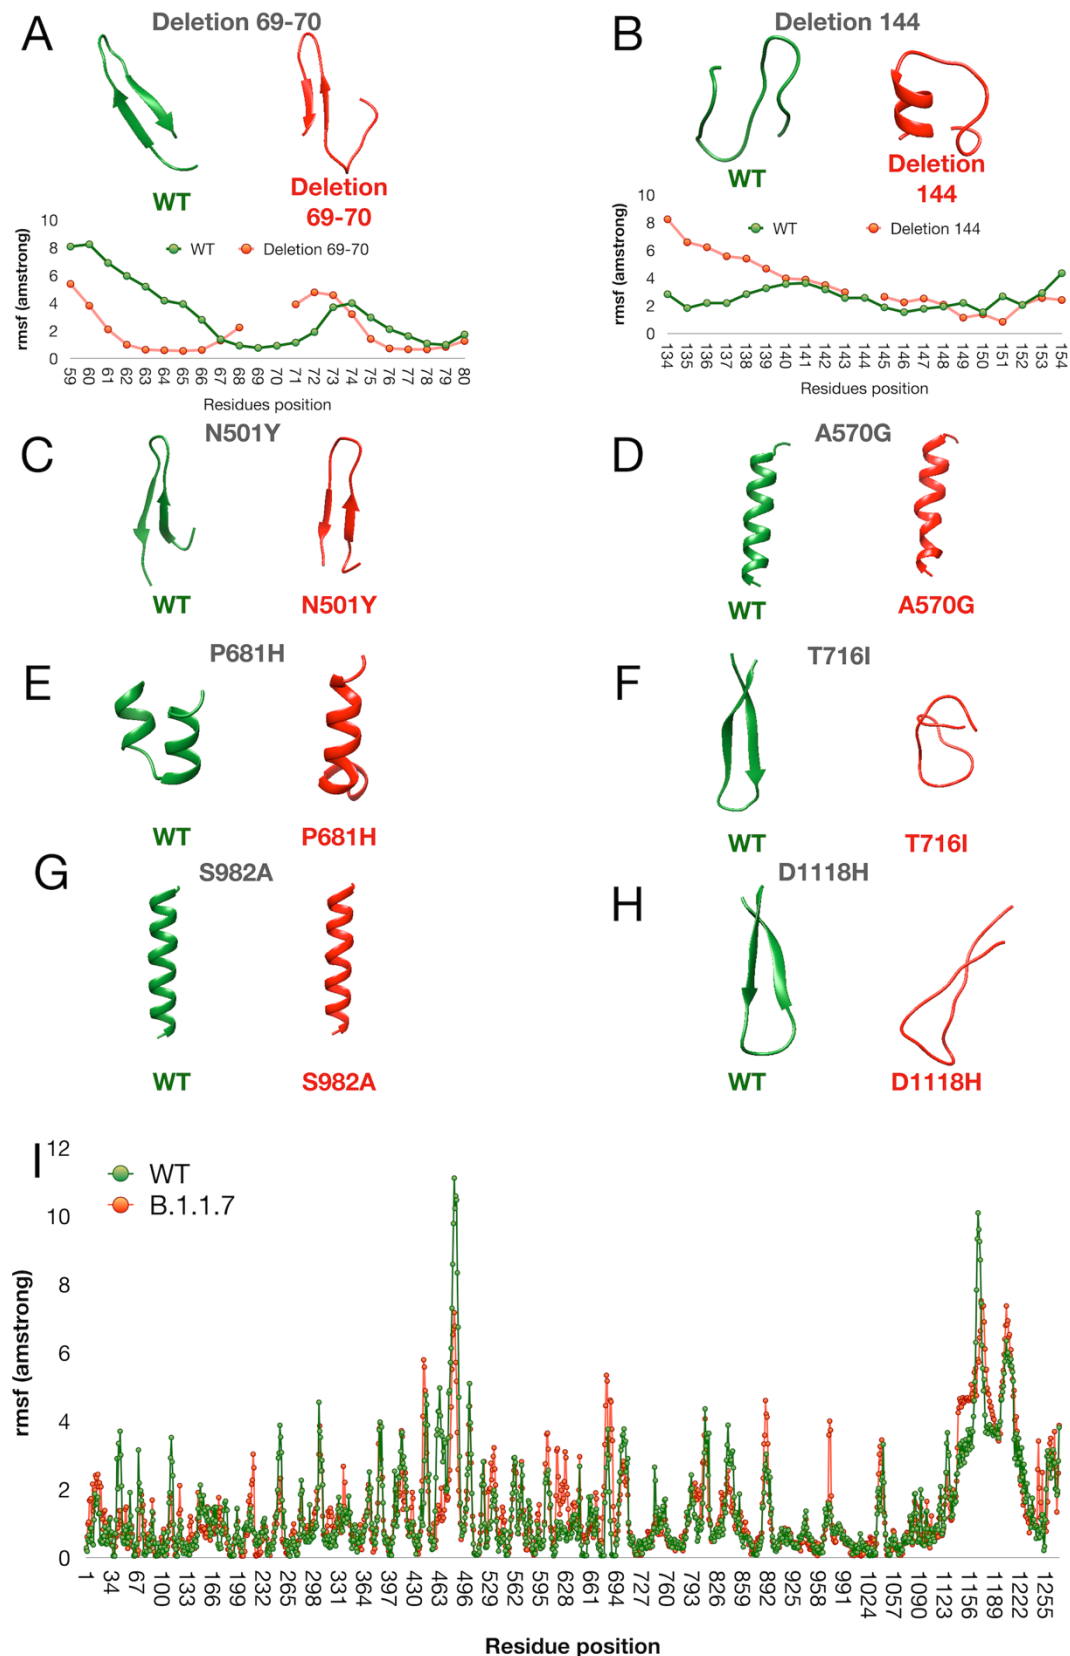 A
Deletion 69-70
WT
Deletion
69-70
rmsf (amstrong)
10
8
6
4
2
0
WT
Deletion 69-70
59 60 61 62 63 64 65 66 67 68 69 70 71 72 73 74 75 76 77 78 79 80
Residues position
B
Deletion 144
WT
Deletion
144
rmsf (amstrong)
10
8
6
4
2
0
WT
Deletion 144
134 135 136 137 138 139 140 141 142 143 144 145 146 147 148 149 150 151 152 153 154
Residues position
C
N501Y
WT
N501Y
D
A570G
WT
A570G
E
P681H
WT
P681H
F
T716I
WT
T716I
G
S982A
WT
S982A
H
D1118H
WT
D1118H
I
rmsf (amstrong)
12
10
8
6
4
2
0
WT
B.1.1.7
1 34 67 100 133 166 199 232 265 298 331 364 397 430 463 496 529 562 595 628 661 694 727 760 793 826 859 892 925 958 991 1024 1057 1090 1123 1156 1189 1222 1255
Residue position